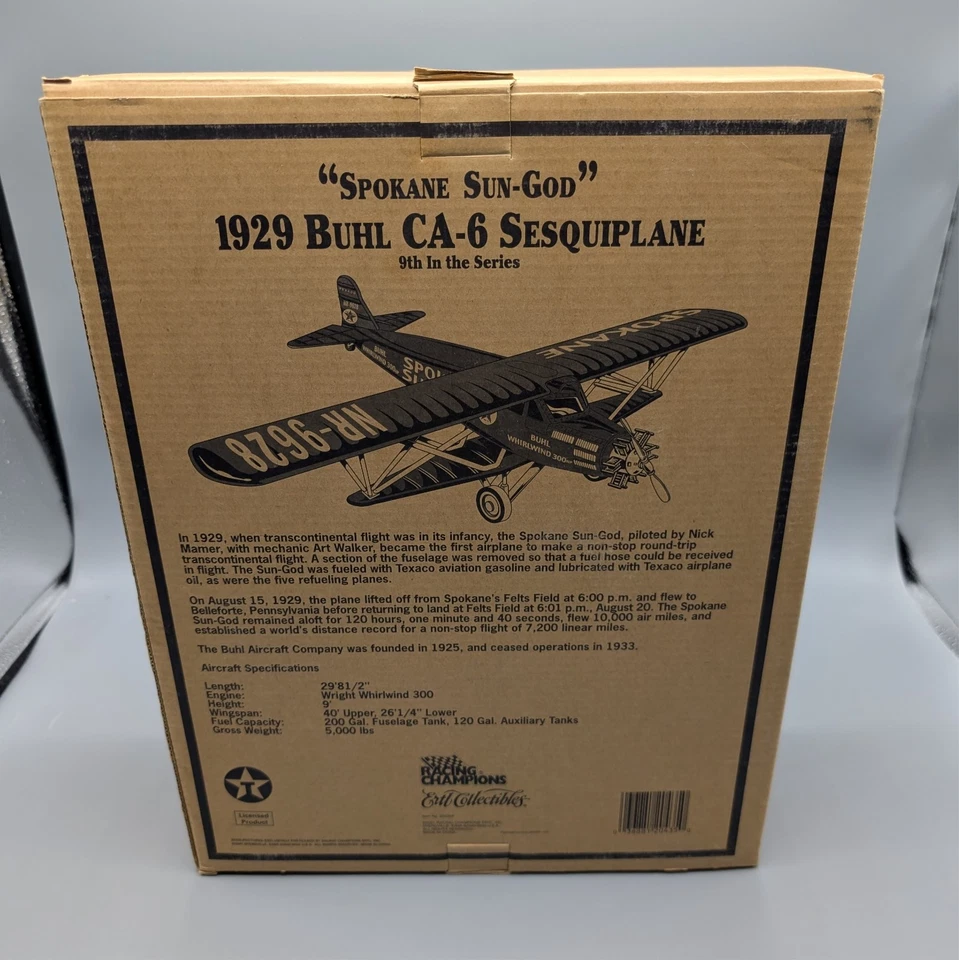 “SPOKANE SUN-GOD”
1929 BUHL CA-6 SESQUIPLANE
9th In the Series
SPOKANE
BUHL
WHIRLWIND 300
SPO
SU
NR-9628
BUHL
WHIRLWIND 300
In 1929, when transcontinental flight was in its infancy, the Spokane Sun-God, piloted by Nick
Mamer, with mechanic Art Walker, became the first airplane to make a non-stop round-trip
transcontinental flight. A section of the fuselage was removed so that a fuel hose could be received
in flight. The Sun-God was fueled with Texaco aviation gasoline and lubricated with Texaco airplane
oil, as were the five refueling planes.
On August 15, 1929, the plane lifted off from Spokane's Felts Field at 6:00 p.m. and flew to
Belleforte, Pennsylvania before returning to land at Felts Field at 6:01 p.m., August 20. The Spokane
Sun-God remained aloft for 120 hours, one minute and 40 seconds, flew 10,000 air miles, and
established a world's distance record for a non-stop flight of 7,200 linear miles.
The Buhl Aircraft Company was founded in 1925, and ceased operations in 1933.
Aircraft Specifications
Length: 29'81/2"
Engine: Wright Whirlwind 300
Height: 9'
Wingspan: 40' Upper, 26'1/4" Lower
Fuel Capacity: 200 Gal. Fuselage Tank, 120 Gal. Auxiliary Tanks
Gross Weight: 5,000 lbs
T
Licensed
Product
RACING
CHAMPIONS
Ertl Collectibles